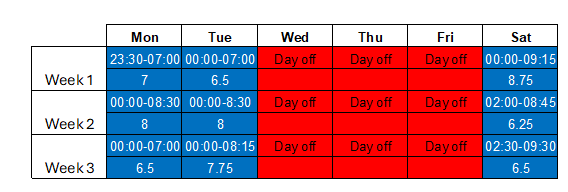 Mon Tue Wed Thu Fri Sat
23:30-07:00 00:00-07:00 Day off Day off Day off 00:00-09:15
Week 1 7 6.5 8.75
00:00-08:30 00:00-8:30 Day off Day off Day off 02:00-08:45
Week 2 8 8 6.25
00:00-07:00 00:00-08:15 Day off Day off Day off 02:30-09:30
Week 3 6.5 7.75 6.5